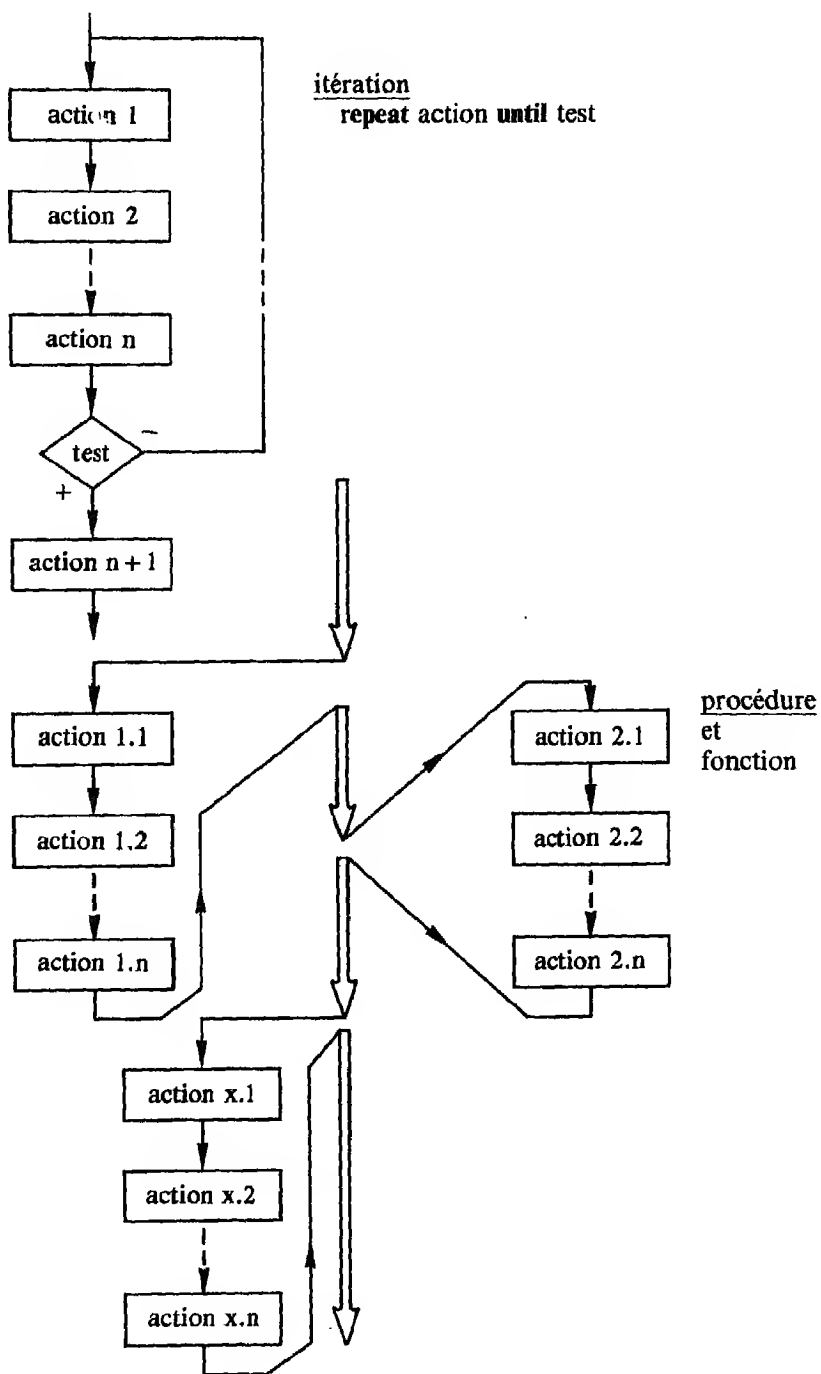 itération
repeat action until test
action 1
action 2
action n
test
−
+
action n + 1
procédure
et
fonction
action 1.1
action 1.2
action 1.n
action 2.1
action 2.2
action 2.n
action x.1
action x.2
action x.n